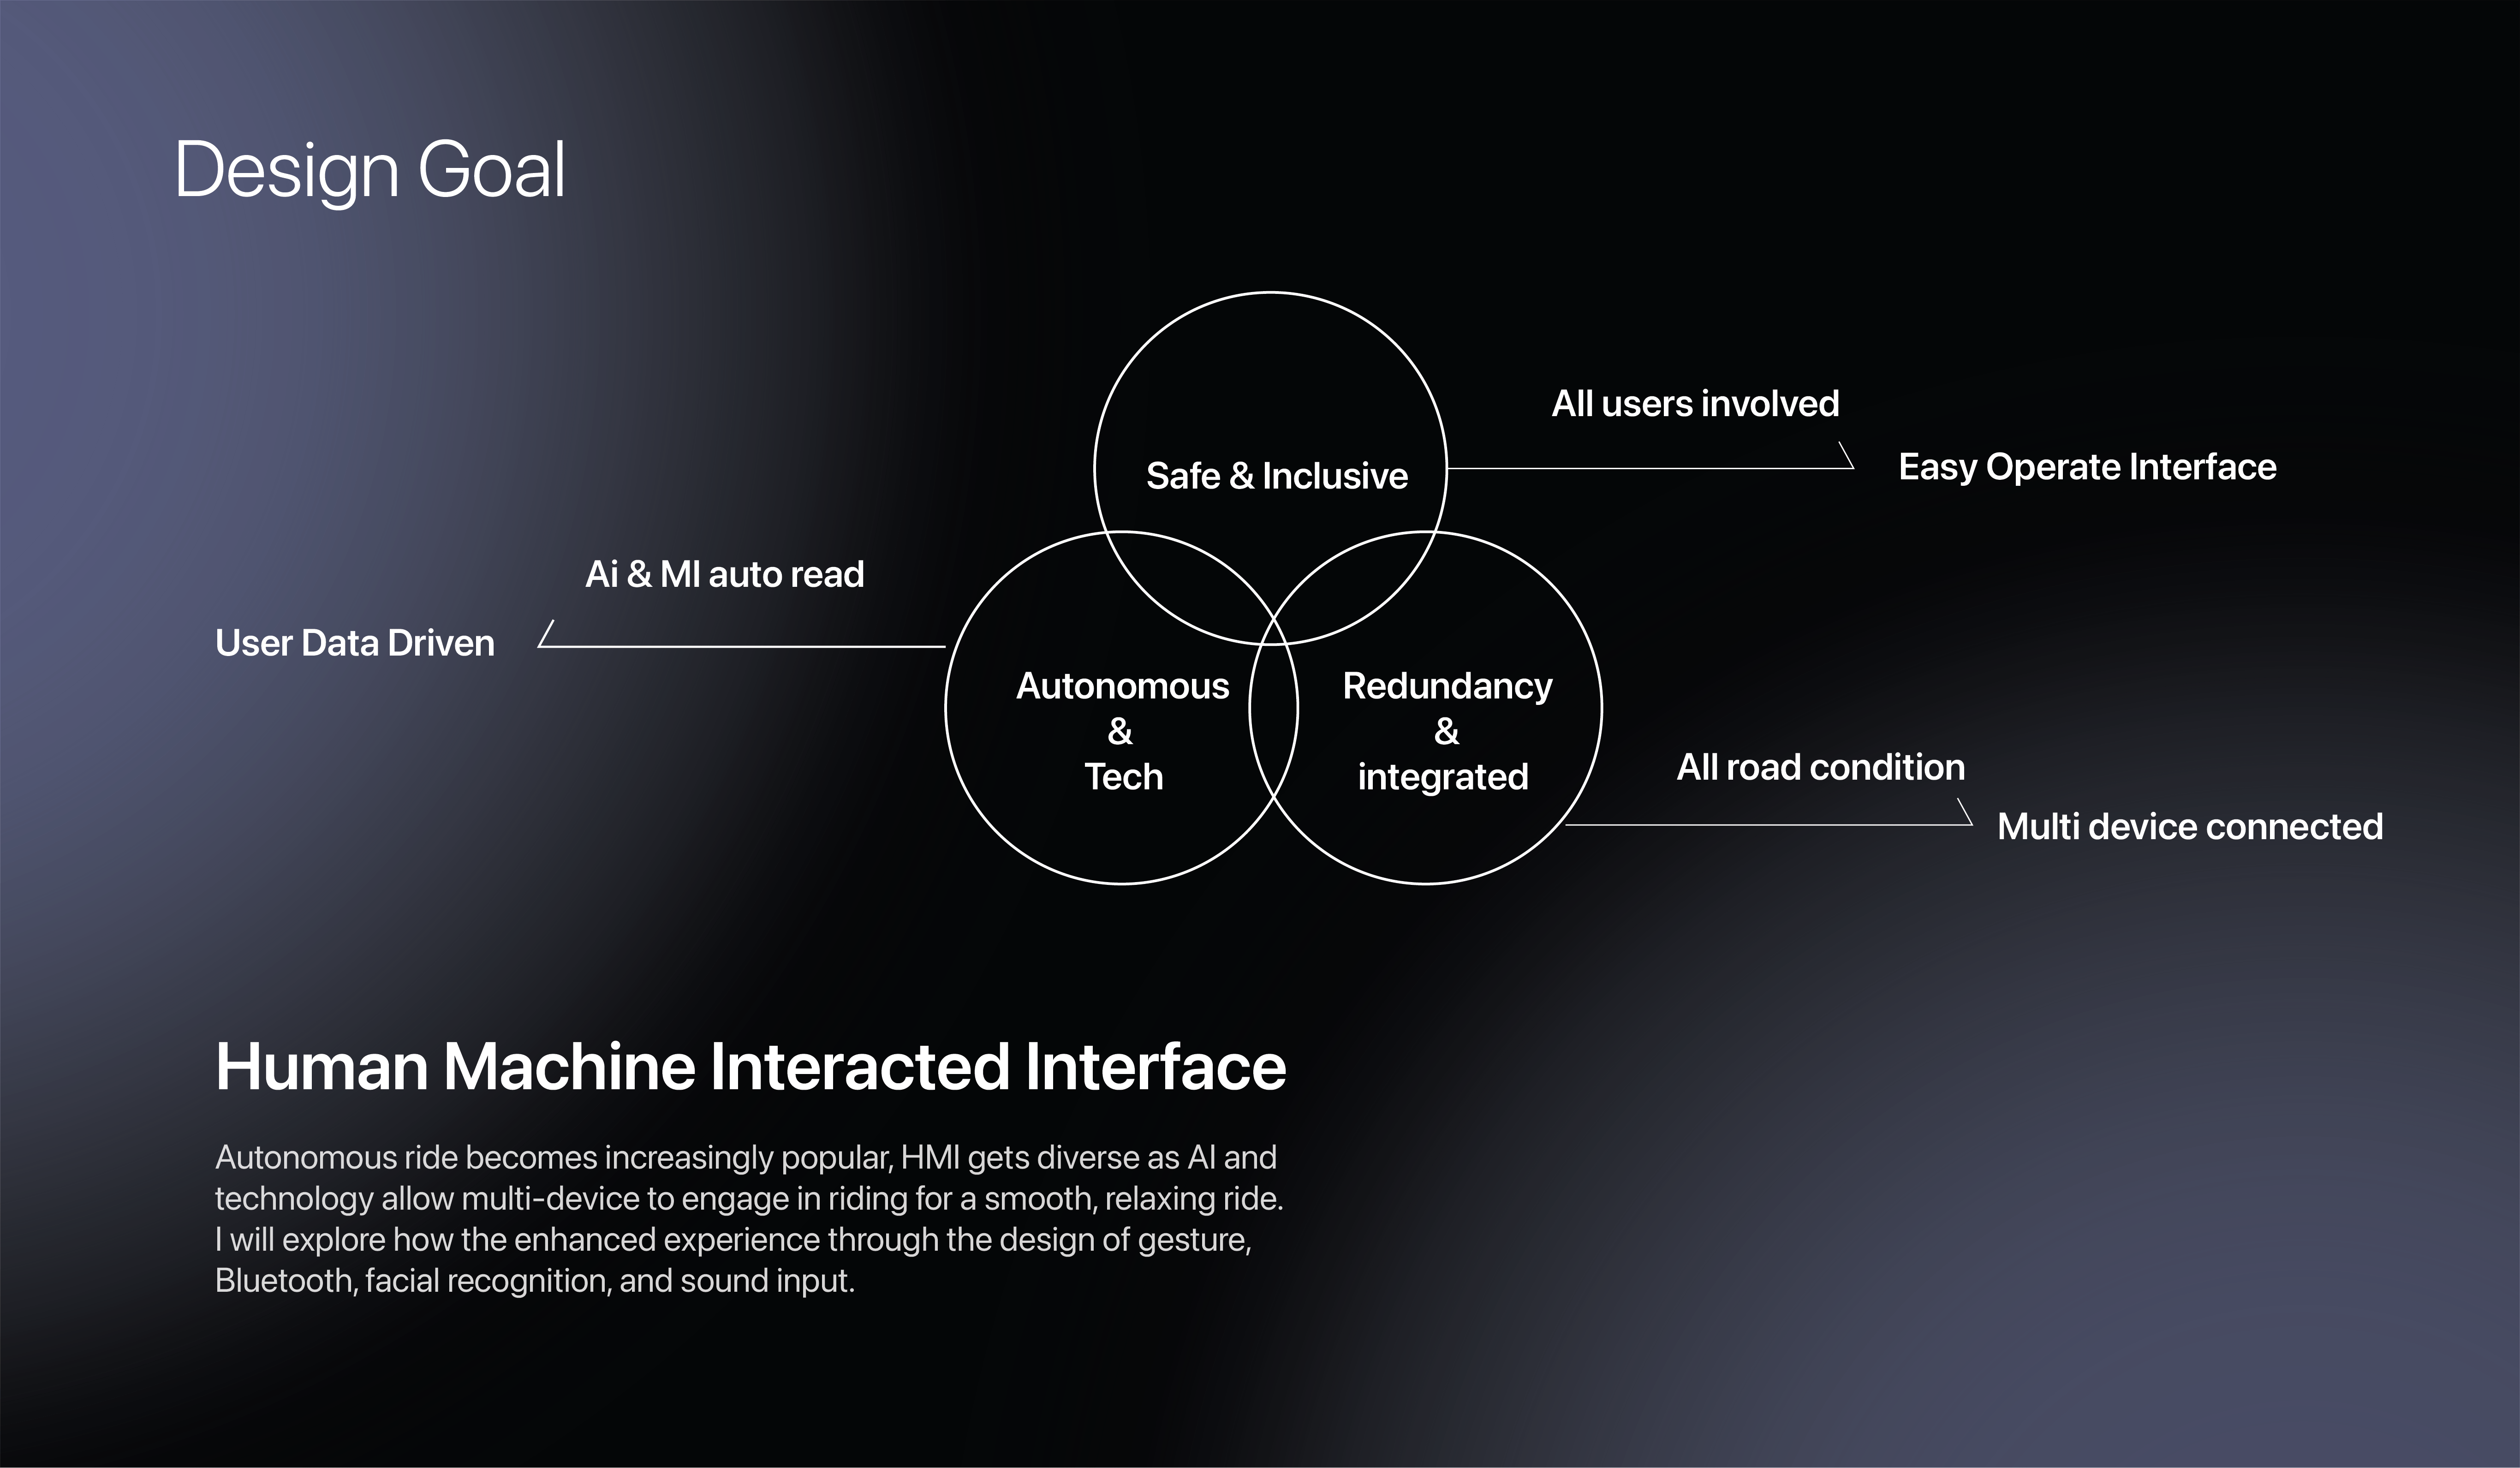 Design Goal
Safe & Inclusive
All users involved
Easy Operate Interface
Ai & MI auto read
User Data Driven
Autonomous
&
Tech
Redundancy
&
integrated
All road condition
Multi device connected
Human Machine Interacted Interface
Autonomous ride becomes increasingly popular, HMI gets diverse as AI and
technology allow multi-device to engage in riding for a smooth, relaxing ride.
I will explore how the enhanced experience through the design of gesture,
Bluetooth, facial recognition, and sound input.